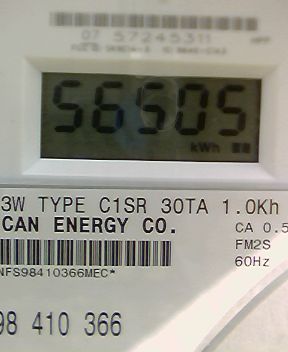 07 57245311
56505
kWh
3W TYPE C1SR 30TA 1.0Kh
CAN ENERGY CO.
CA 0.5
FM2S
60Hz
NFS98410366MEC*
98 410 366